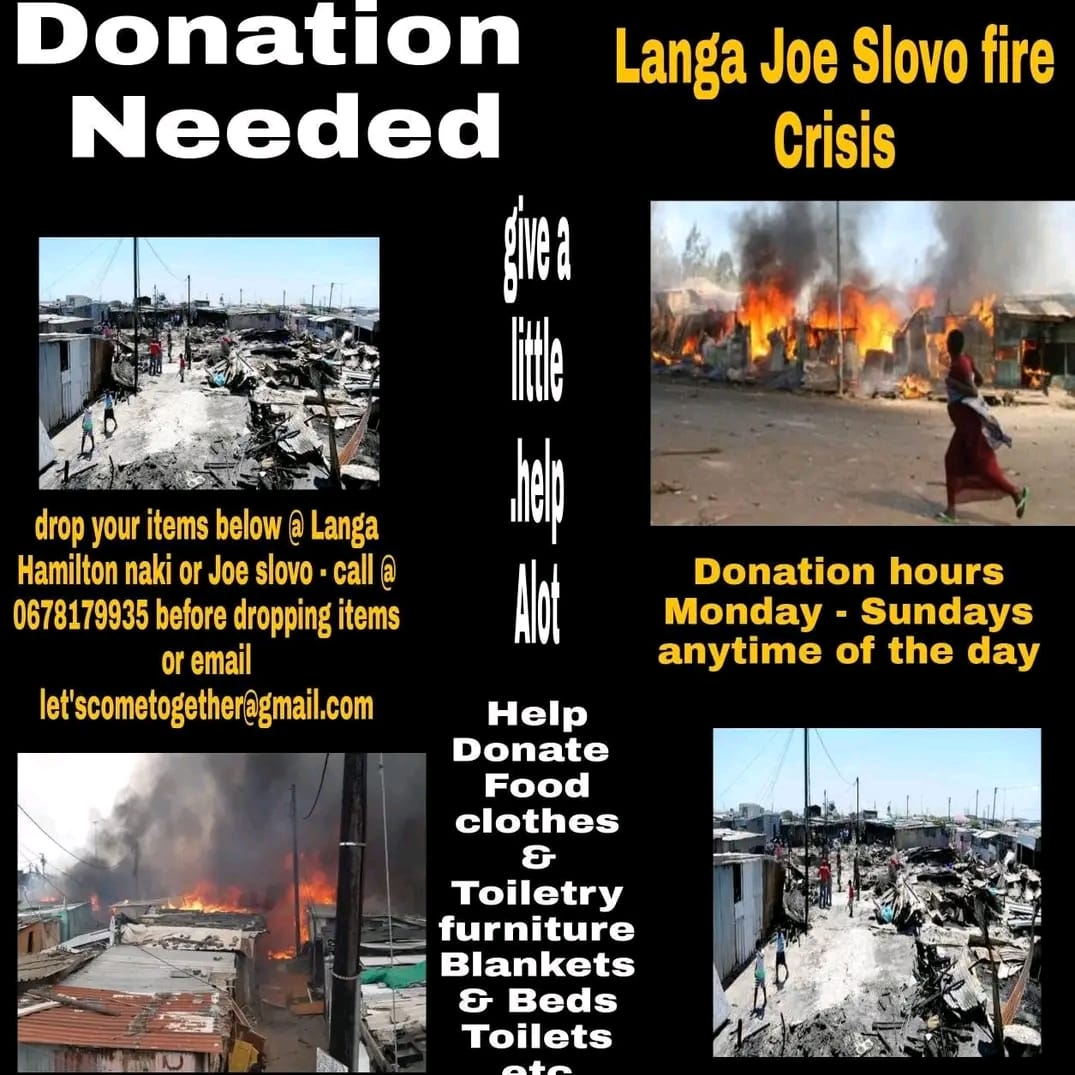 Donation
Needed
Langa Joe Slovo fire
Crisis
give a
little
.help
Alot
drop your items below @ Langa
Hamilton naki or Joe slovo - call @
0678179935 before dropping items
or email
let'scometogether@gmail.com
Donation hours
Monday - Sundays
anytime of the day
Help
Donate
Food
clothes
&
Toiletry
furniture
Blankets
& Beds
Toilets
etc